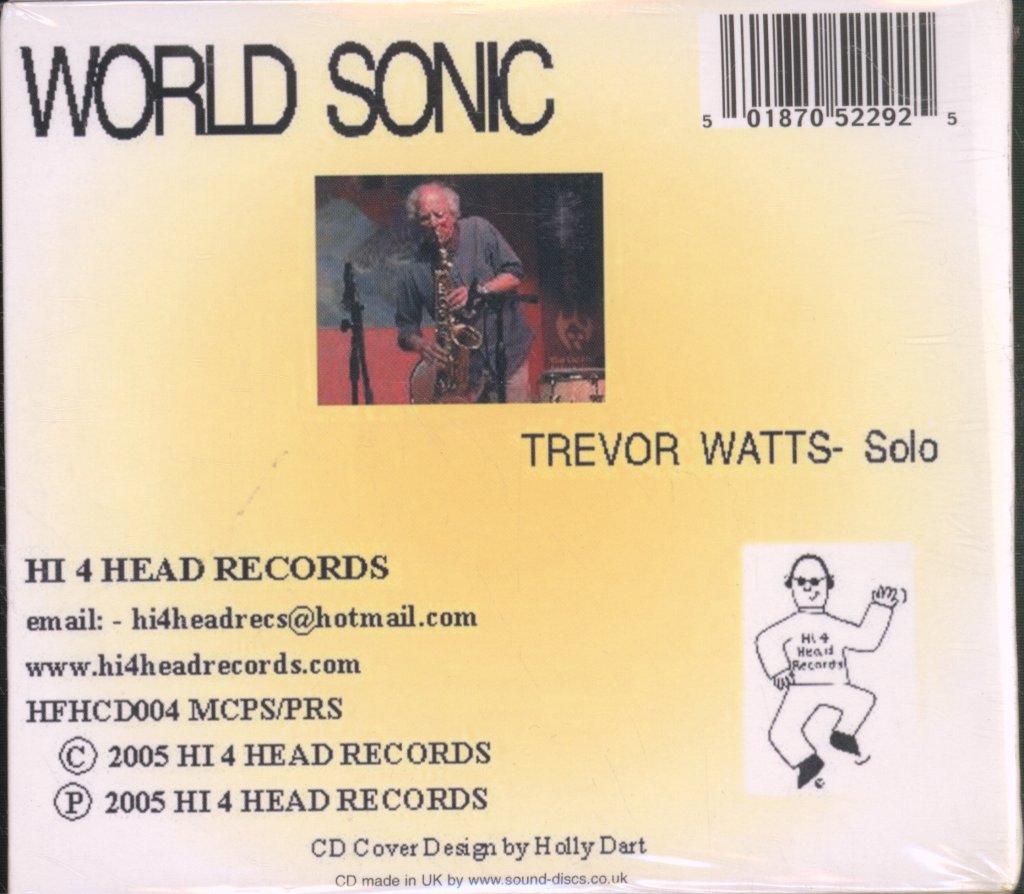 WORLD SONIC
5 01870 52292 5
TREVOR WATTS- Solo
HI 4 HEAD RECORDS
email: - hi4headrecs@hotmail.com
www.hi4headrecords.com
HFHCD004 MCPS/PRS
© 2005 HI 4 HEAD RECORDS
℗ 2005 HI 4 HEAD RECORDS
Hi 4
Head
Records
CD Cover Design by Holly Dart
CD made in UK by www.sound-discs.co.uk